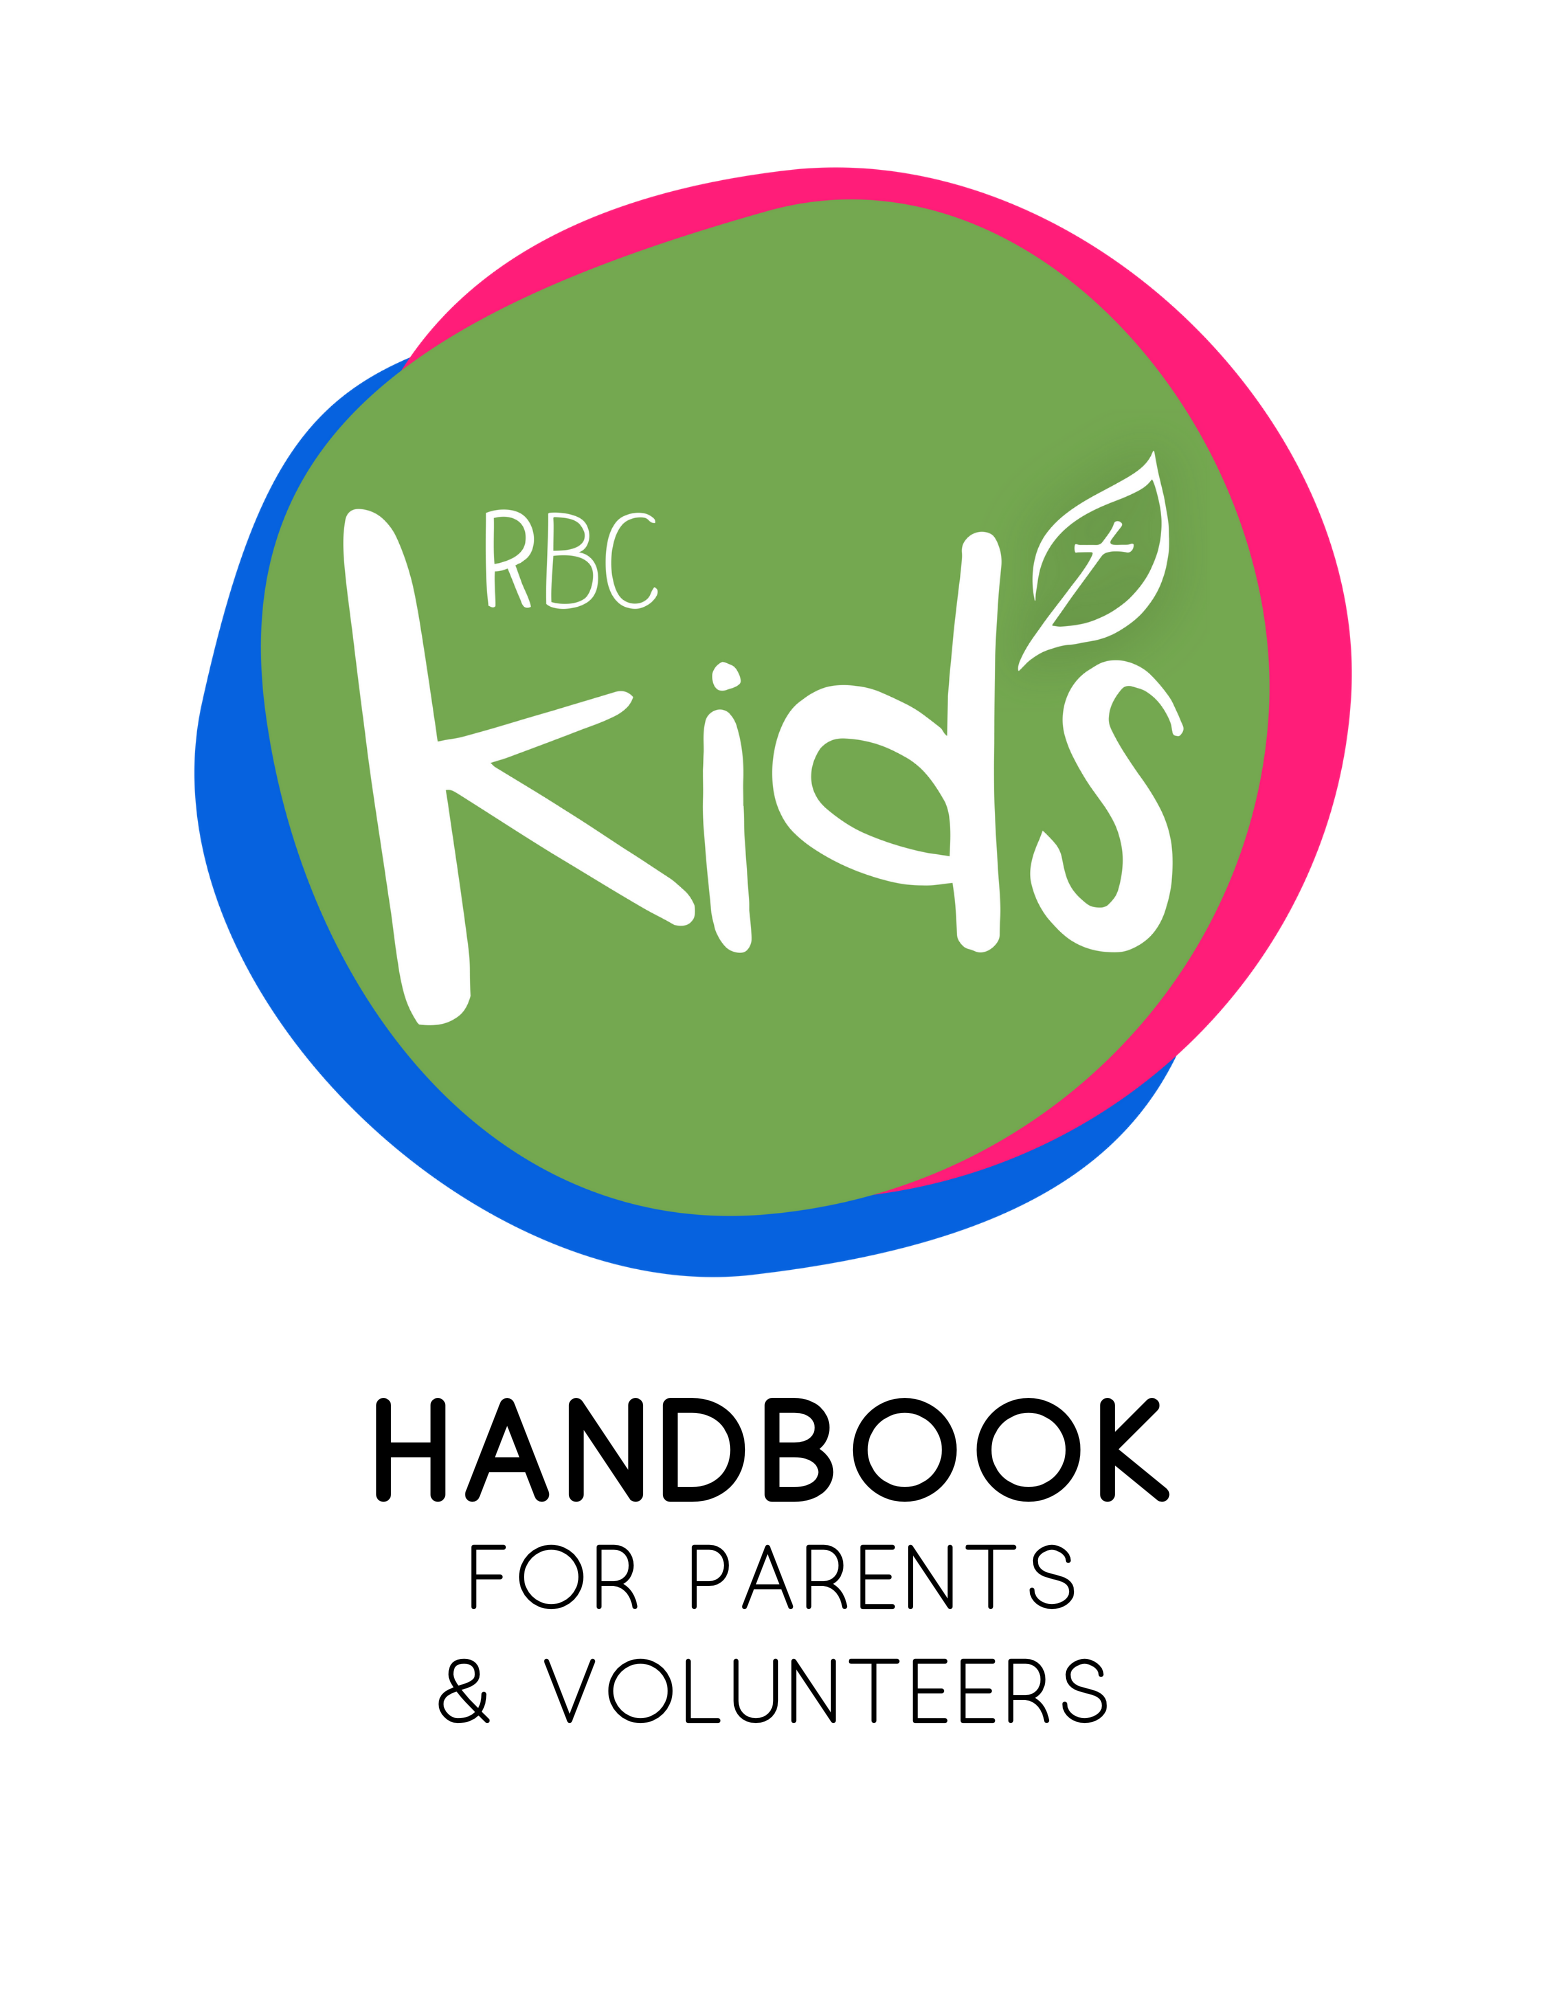 RBC
Kids
HANDBOOK
FOR PARENTS
& VOLUNTEERS